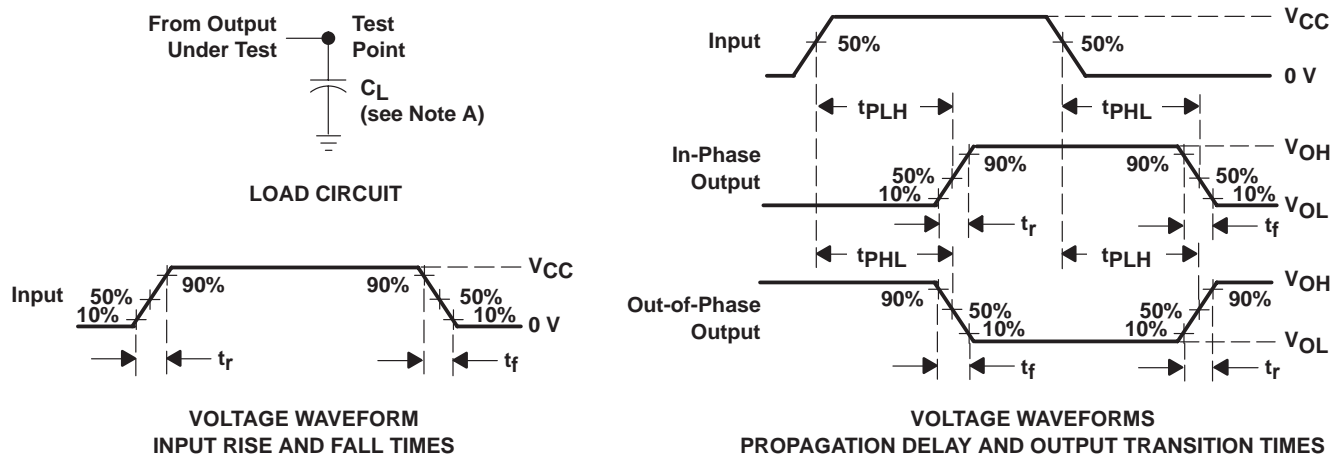 From Output
Under Test
Test
Point
CL
(see Note A)
LOAD CIRCUIT
Input
50%
10%
90%
90%
50%
10%
VCC
0 V
tr
tf
VOLTAGE WAVEFORM
INPUT RISE AND FALL TIMES
Input
50%
50%
VCC
0 V
tPLH
tPHL
In-Phase
Output
50%
10%
90%
90%
50%
10%
VOH
VOL
tr
tf
tPHL
tPLH
Out-of-Phase
Output
90%
50%
10%
50%
10%
90%
VOH
VOL
tf
tr
VOLTAGE WAVEFORMS
PROPAGATION DELAY AND OUTPUT TRANSITION TIMES